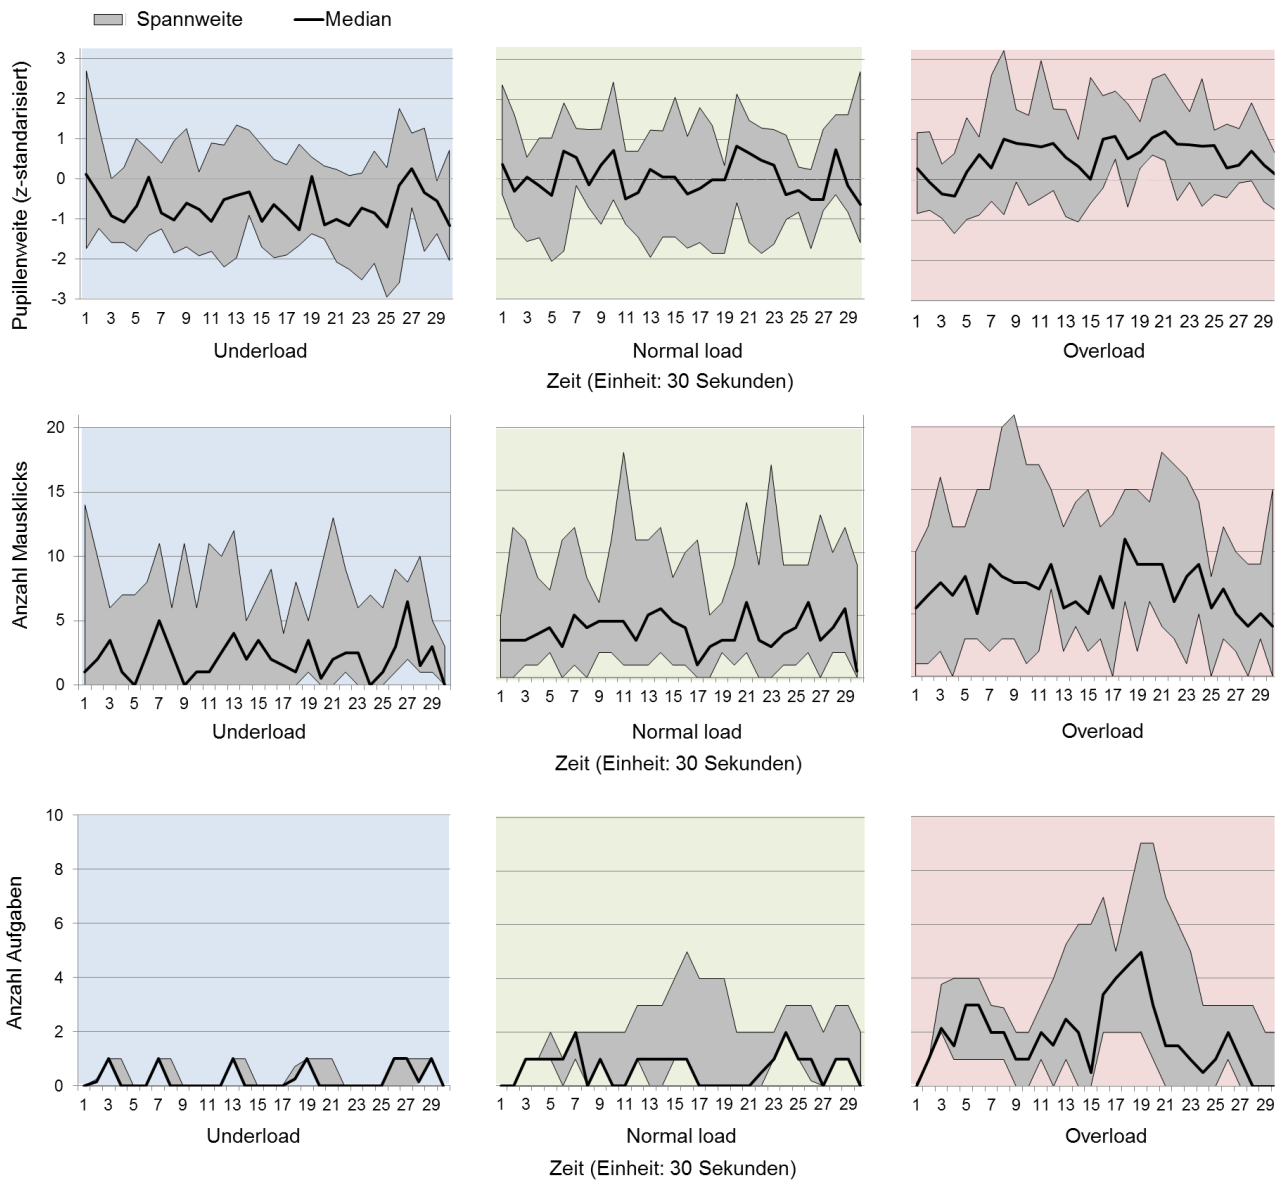 Spannweite Median
Pupillenweite (z-standarisiert)
3
2
1
0
-1
-2
-3
1 3 5 7 9 11 13 15 17 19 21 23 25 27 29
1 3 5 7 9 11 13 15 17 19 21 23 25 27 29
1 3 5 7 9 11 13 15 17 19 21 23 25 27 29
Underload Normal load Overload
Zeit (Einheit: 30 Sekunden)
Anzahl Mausklicks
20
15
10
5
0
1 3 5 7 9 11 13 15 17 19 21 23 25 27 29
1 3 5 7 9 11 13 15 17 19 21 23 25 27 29
1 3 5 7 9 11 13 15 17 19 21 23 25 27 29
Underload Normal load Overload
Zeit (Einheit: 30 Sekunden)
Anzahl Aufgaben
10
8
6
4
2
0
1 3 5 7 9 11 13 15 17 19 21 23 25 27 29
1 3 5 7 9 11 13 15 17 19 21 23 25 27 29
1 3 5 7 9 11 13 15 17 19 21 23 25 27 29
Underload Normal load Overload
Zeit (Einheit: 30 Sekunden)